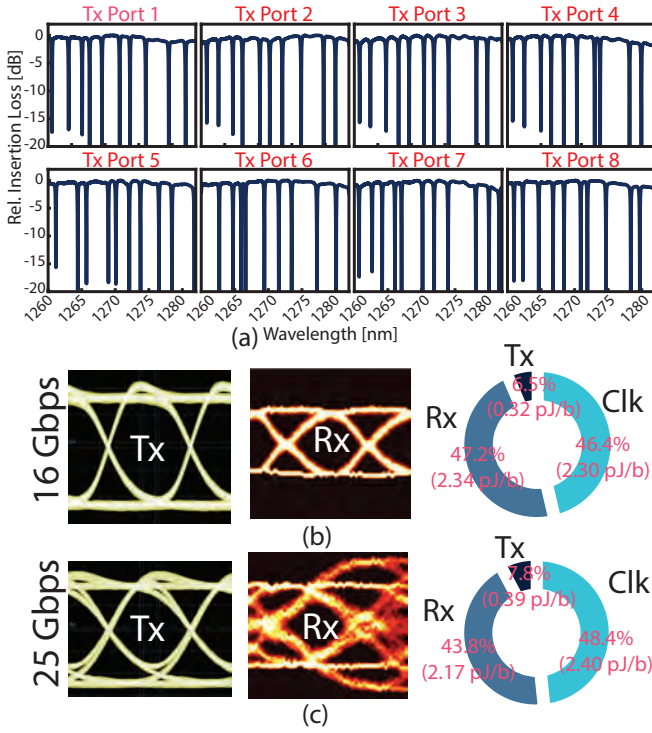 Tx Port 1 Tx Port 2 Tx Port 3 Tx Port 4
0
-5
-10
-15
-20
Rel. Insertion Loss [dB]
Tx Port 5 Tx Port 6 Tx Port 7 Tx Port 8
0
-5
-10
-15
-20
1260 1265 1270 1275 1280 1260 1265 1270 1275 1280 1260 1265 1270 1275 1280 1260 1265 1270 1275 1280
(a) Wavelength [nm]
16 Gbps
Tx
Rx
Tx
6.5%
(0.32 pJ/b)
Rx
47.2%
(2.34 pJ/b)
Clk
46.4%
(2.30 pJ/b)
(b)
25 Gbps
Tx
Rx
Tx
7.8%
(0.39 pJ/b)
Rx
43.8%
(2.17 pJ/b)
Clk
48.4%
(2.40 pJ/b)
(c)